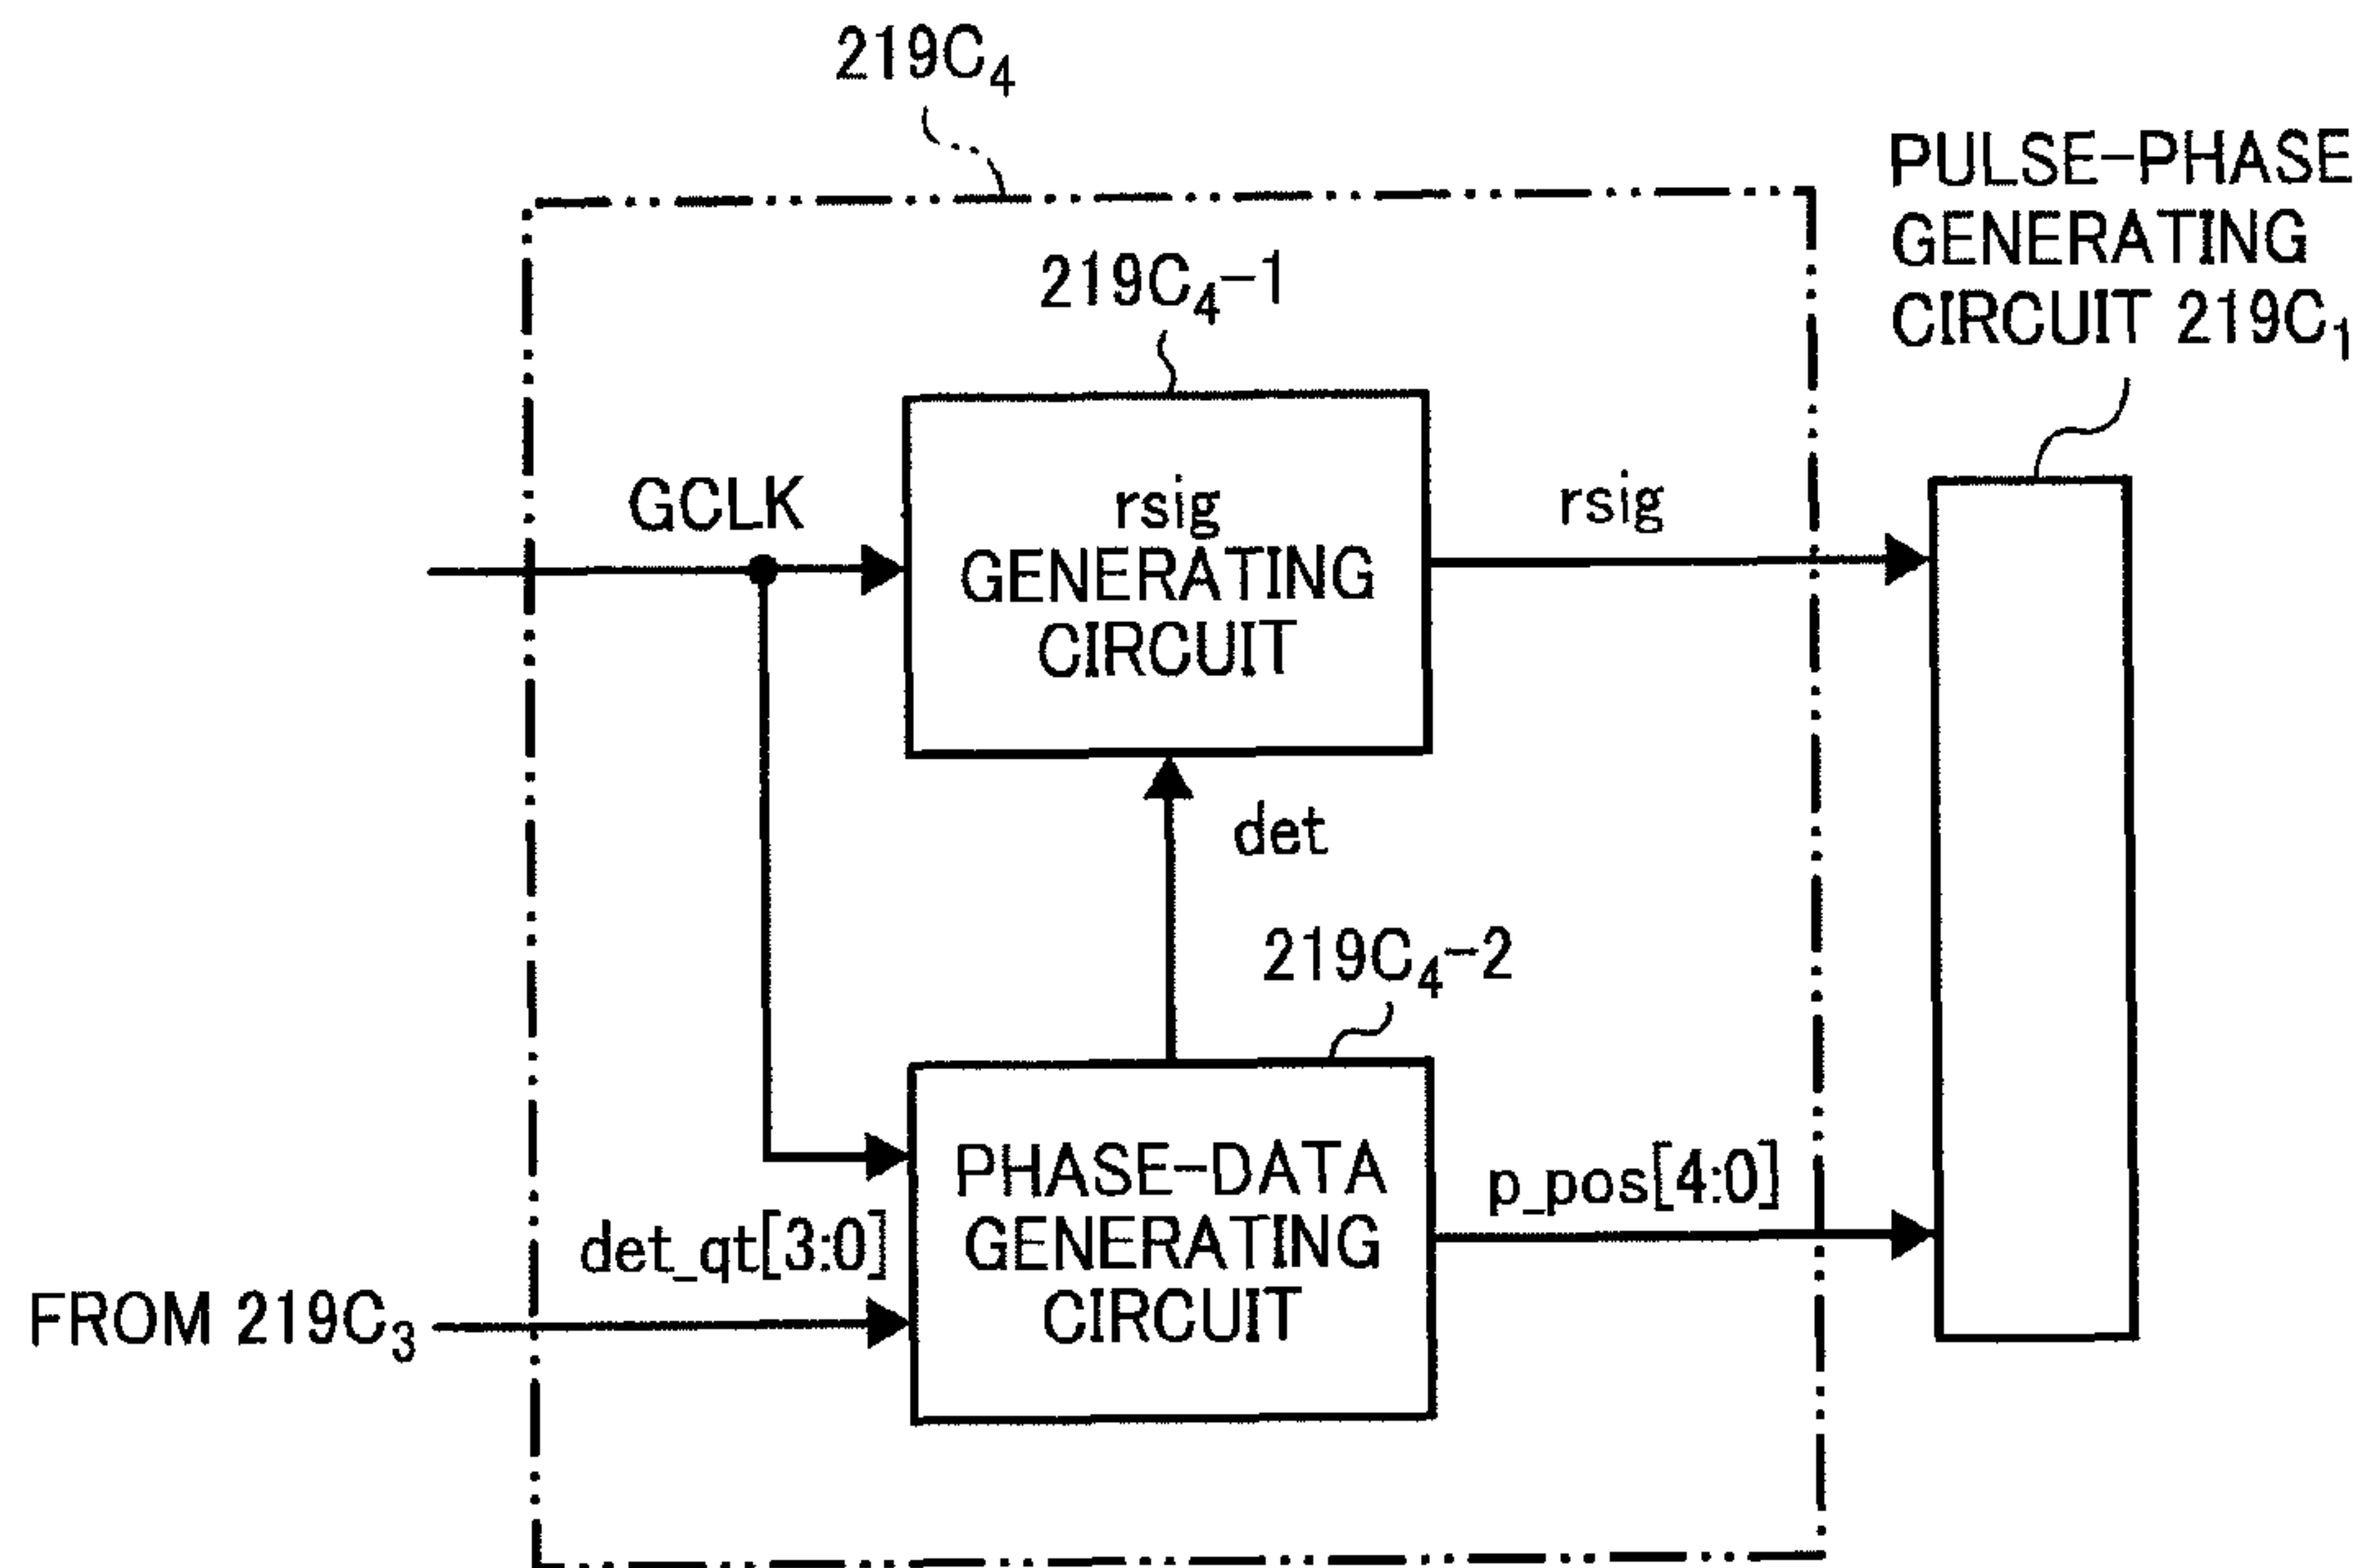 219C₄
PULSE-PHASE
GENERATING
CIRCUIT 219C₁
219C₄-1
GCLK
rsig
GENERATING
CIRCUIT
rsig
det
219C₄-2
det_qt[3:0]
FROM 219C₃
PHASE-DATA
GENERATING
CIRCUIT
p_pos[4:0]